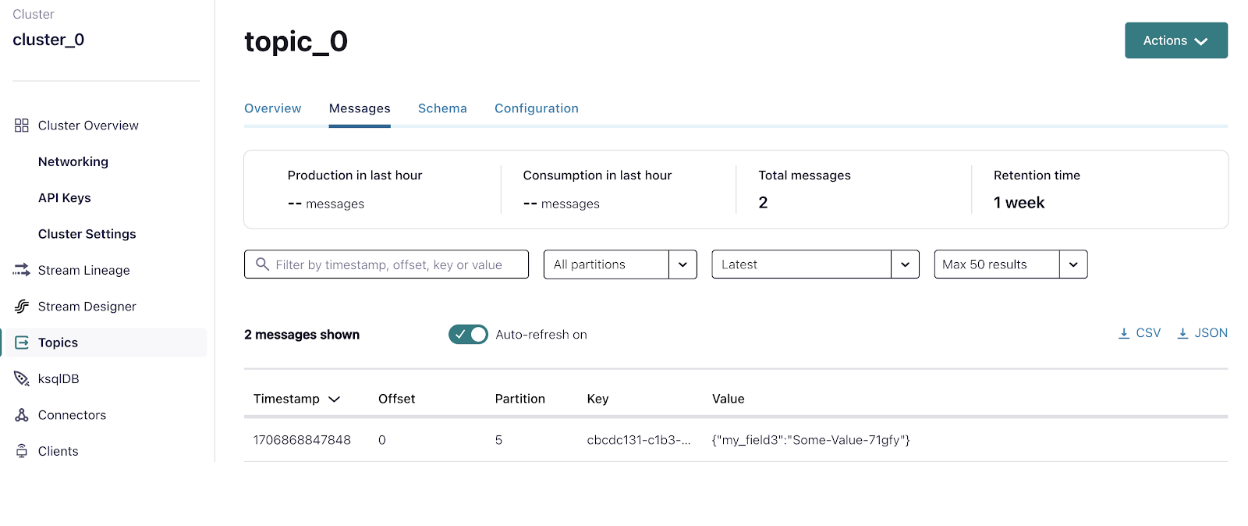 Cluster
cluster_0
Cluster Overview
Networking
API Keys
Cluster Settings
Stream Lineage
Stream Designer
Topics
ksqlDB
Connectors
Clients
topic_0
Actions
Overview Messages Schema Configuration
Production in last hour Consumption in last hour Total messages Retention time
-- messages -- messages 2 1 week
Filter by timestamp, offset, key or value All partitions Latest Max 50 results
2 messages shown Auto-refresh on CSV JSON
Timestamp Offset Partition Key Value
1706868847848 0 5 cbcdc131-c1b3-... {"my_field3":"Some-Value-71gfy"}